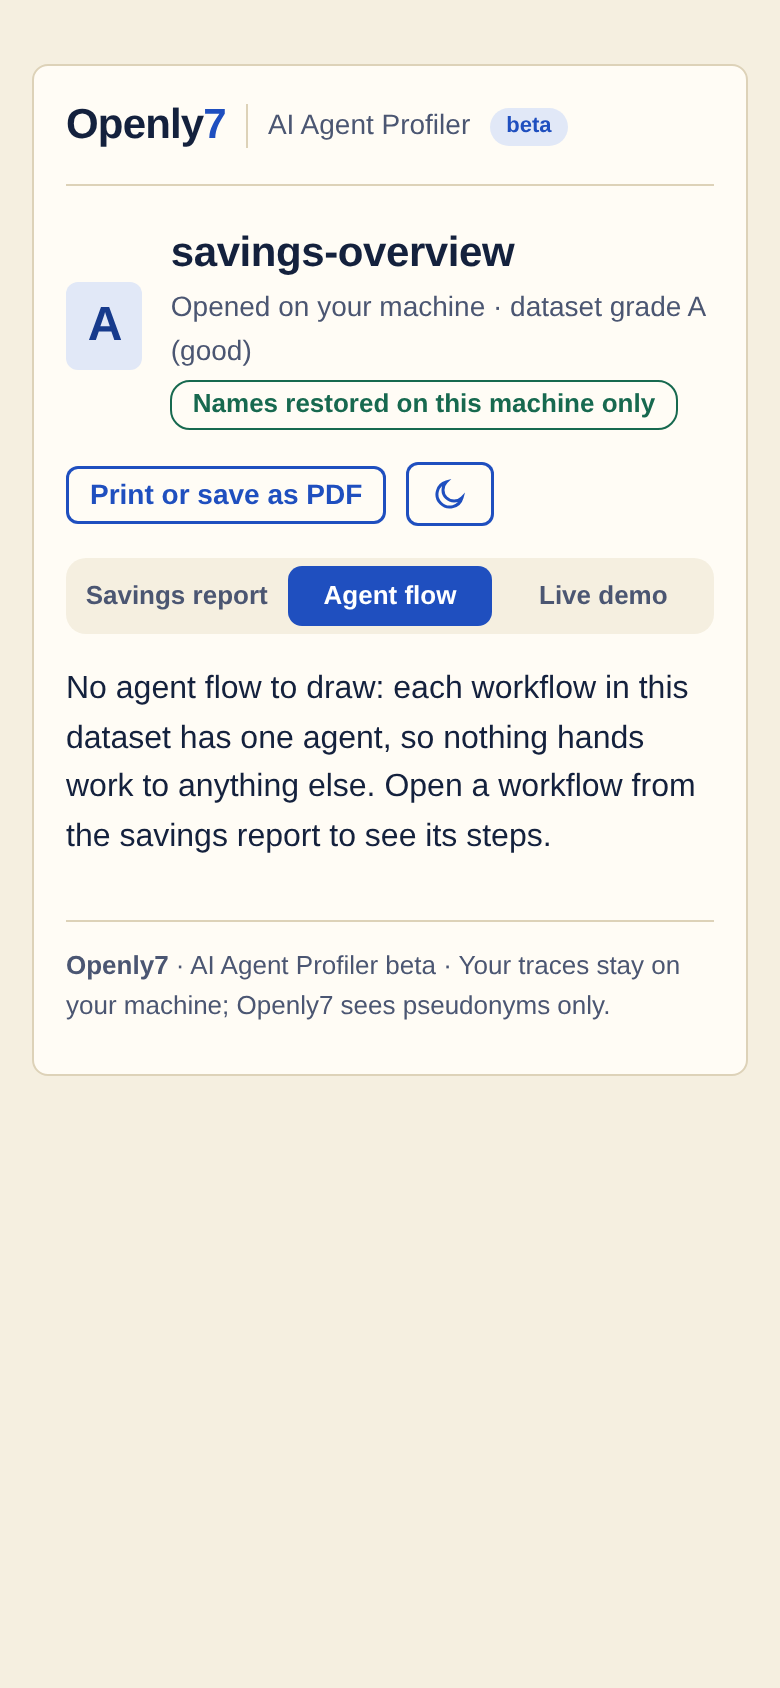 Openly7
AI Agent Profiler
beta
savings-overview
A
Opened on your machine · dataset grade A
(good)
Names restored on this machine only
Print or save as PDF
Savings report
Agent flow
Live demo
No agent flow to draw: each workflow in this
dataset has one agent, so nothing hands
work to anything else. Open a workflow from
the savings report to see its steps.
Openly7 · AI Agent Profiler beta · Your traces stay on
your machine; Openly7 sees pseudonyms only.